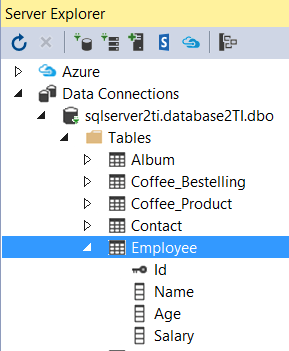 Server Explorer
Azure
Data Connections
sqlserver2ti.database2TI.dbo
Tables
Album
Coffee_Bestelling
Coffee_Product
Contact
Employee
Id
Name
Age
Salary